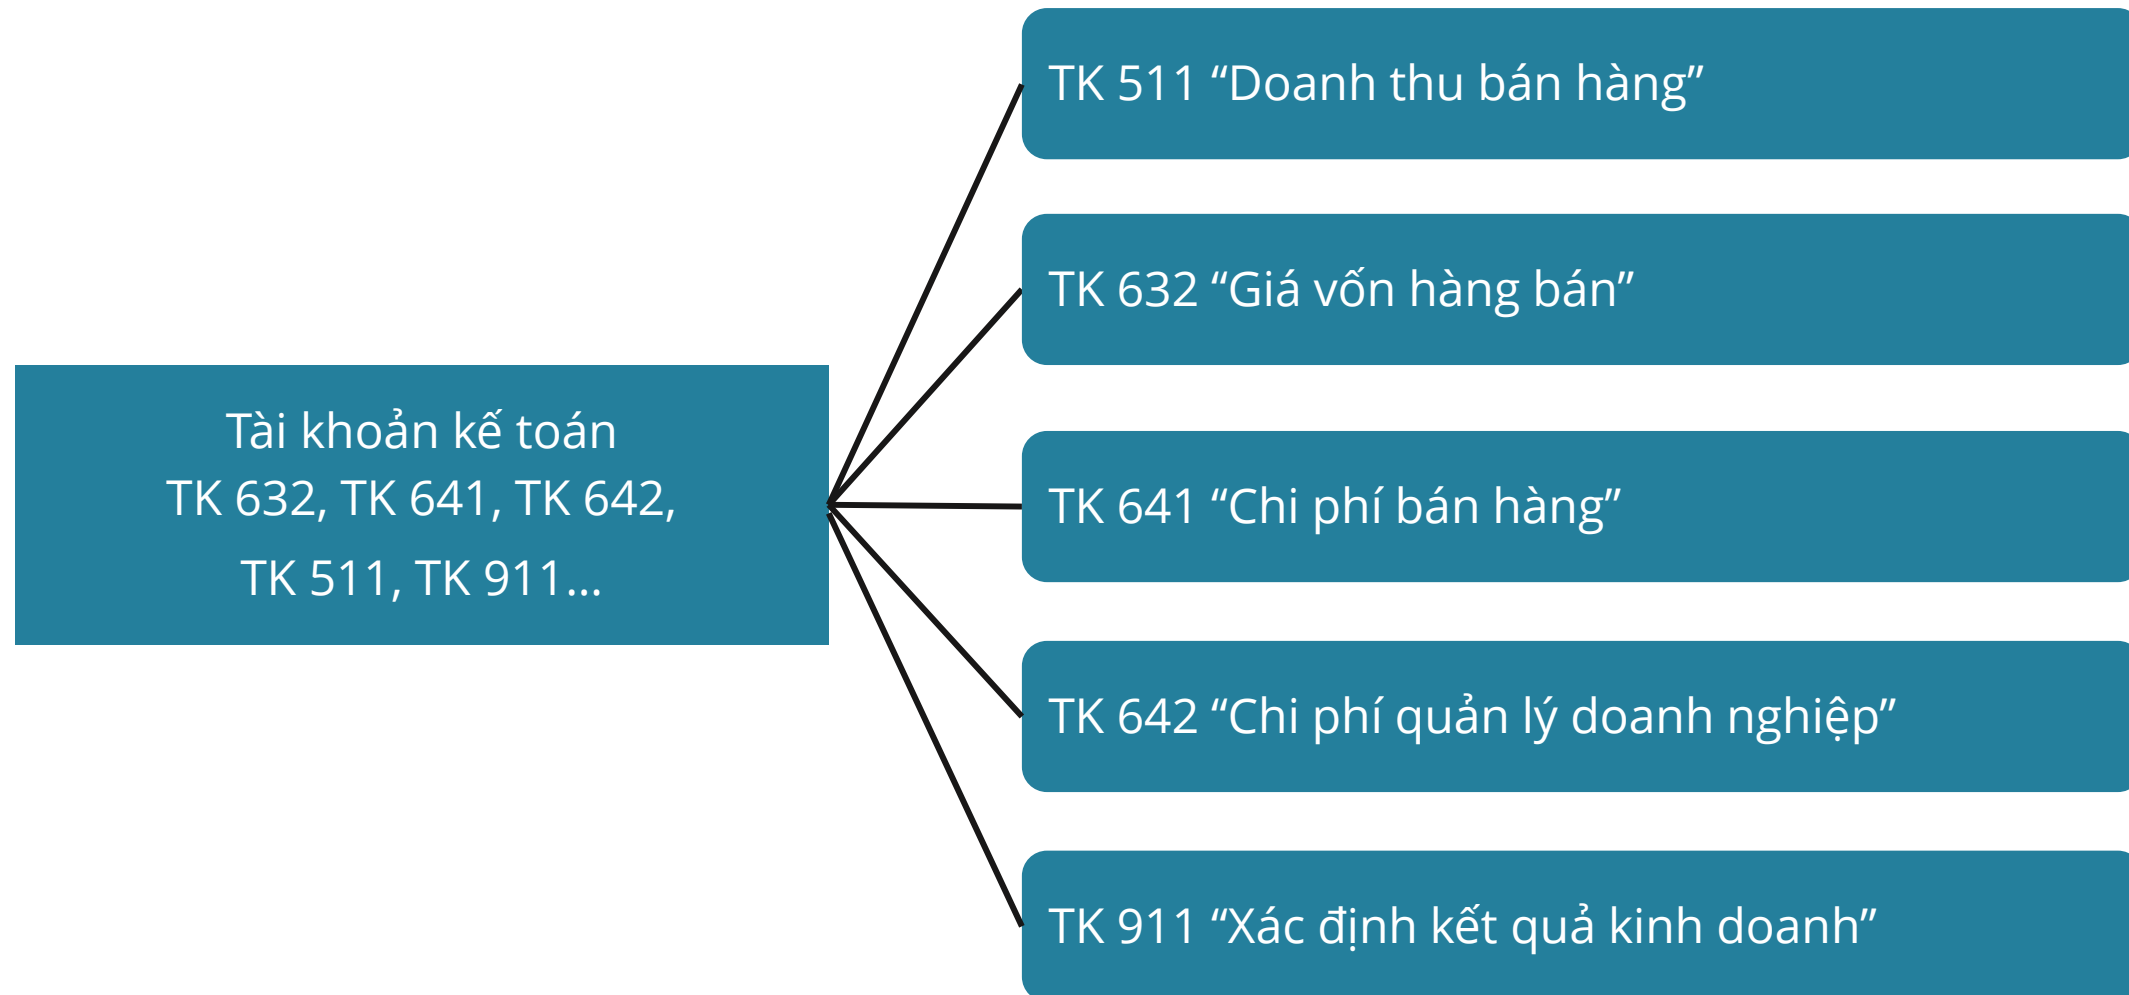 Tài khoản kế toán
TK 632, TK 641, TK 642,
TK 511, TK 911...
TK 511 “Doanh thu bán hàng”
TK 632 “Giá vốn hàng bán”
TK 641 “Chi phí bán hàng”
TK 642 “Chi phí quản lý doanh nghiệp”
TK 911 “Xác định kết quả kinh doanh”